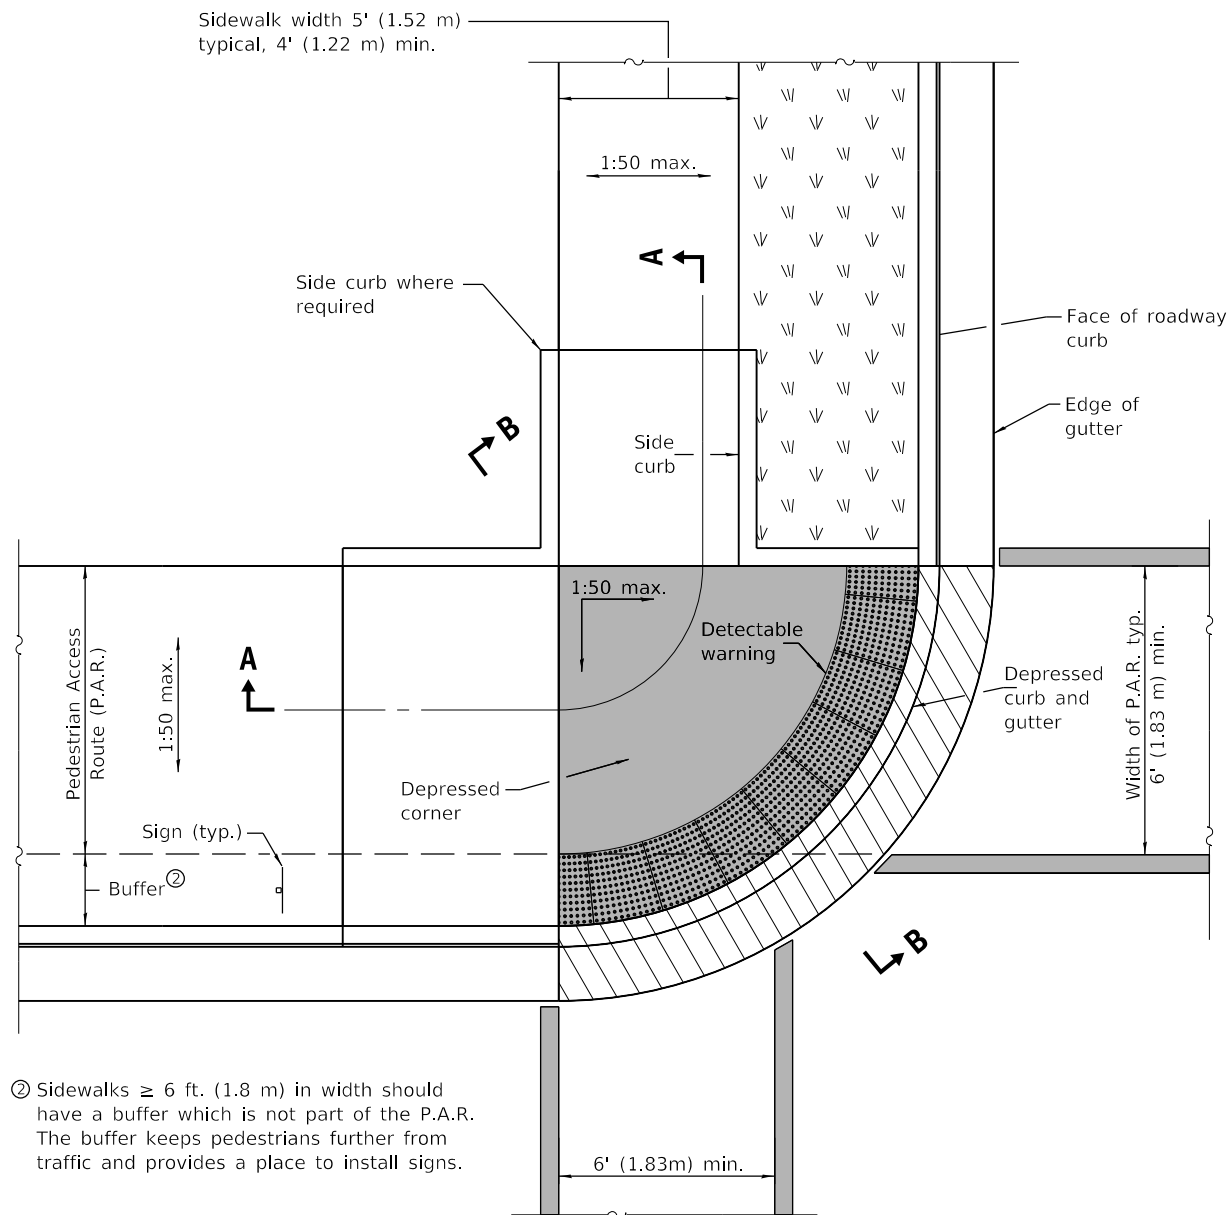 Sidewalk width 5' (1.52 m)
typical, 4' (1.22 m) min.
1:50 max.
A
Side curb where
required
Face of roadway
curb
B
Side
curb
Edge of
gutter
1:50 max.
Detectable
warning
Pedestrian Access
Route (P.A.R.)
1:50 max.
A
Depressed
curb and
gutter
Width of P.A.R. typ.
6' (1.83 m) min.
Depressed
corner
Sign (typ.)
Buffer ②
B
② Sidewalks ≥ 6 ft. (1.8 m) in width should
have a buffer which is not part of the P.A.R.
The buffer keeps pedestrians further from
traffic and provides a place to install signs.
6' (1.83m) min.